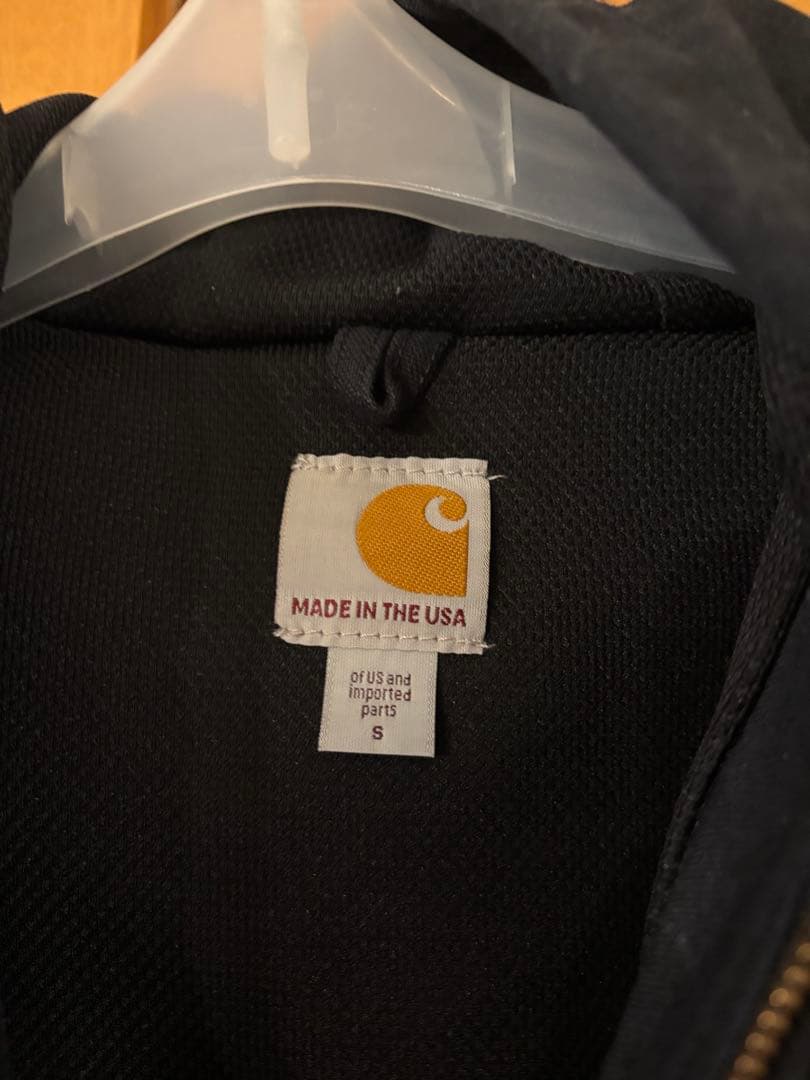 MADE IN THE USA
of US and
imported
parts
S